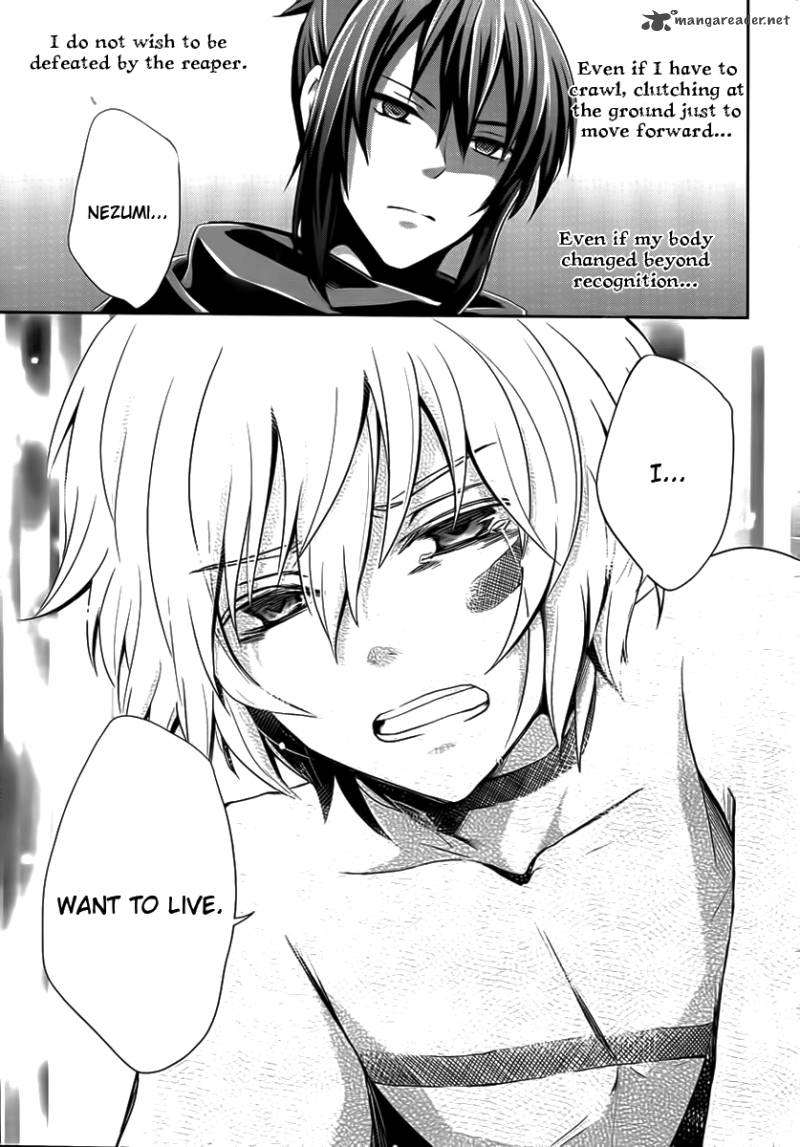 mangareader.net
I do not wish to be
defeated by the reaper.
Even if I have to
crawl, clutching at
the ground just to
move forward...
NEZUMI...
Even if my body
changed beyond
recognition...
I...
WANT TO LIVE.